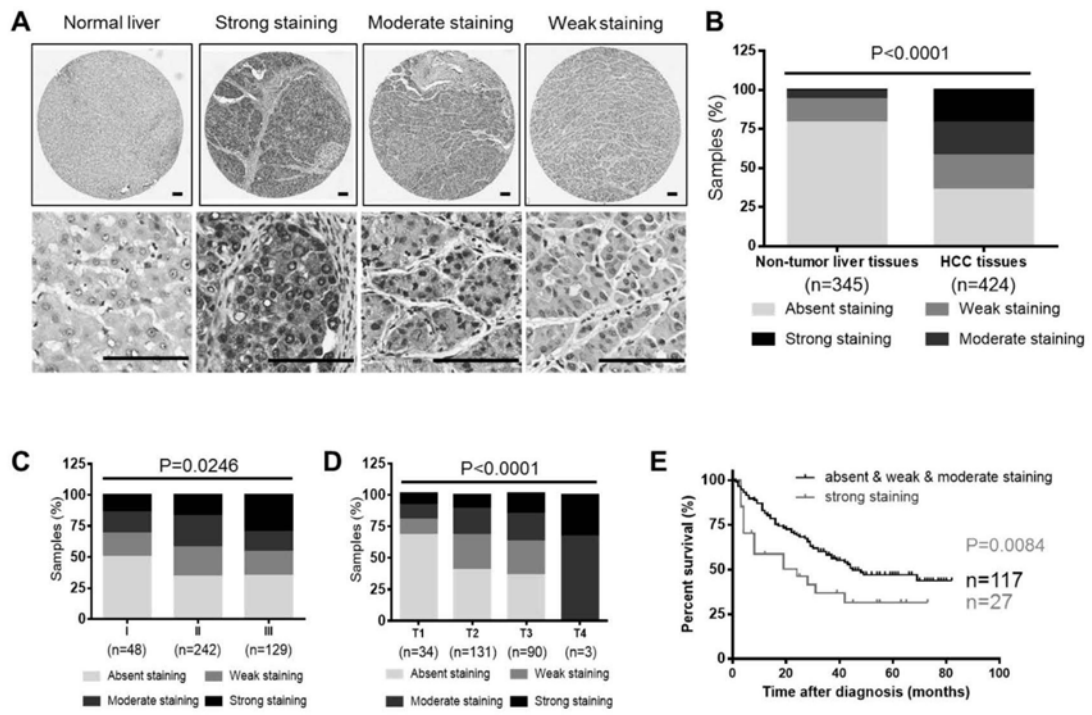 A
Normal liver
Strong staining
Moderate staining
Weak staining
B
125
100
75
50
25
0
Samples (%)
P<0.0001
Non-tumor liver tissues
(n=345)
HCC tissues
(n=424)
Absent staining
Weak staining
Strong staining
Moderate staining
C
125
100
75
50
25
0
Samples (%)
P=0.0246
I
II
III
(n=48)
(n=242)
(n=129)
Absent staining
Weak staining
Moderate staining
Strong staining
D
125
100
75
50
25
0
Samples (%)
P<0.0001
T1
T2
T3
T4
(n=34)
(n=131)
(n=90)
(n=3)
Absent staining
Weak staining
Moderate staining
Strong staining
E
absent & weak & moderate staining
strong staining
100
75
50
25
0
Percent survival
P=0.0084
n=117
n=27
0
20
40
60
80
100
Time after diagnosis (months)